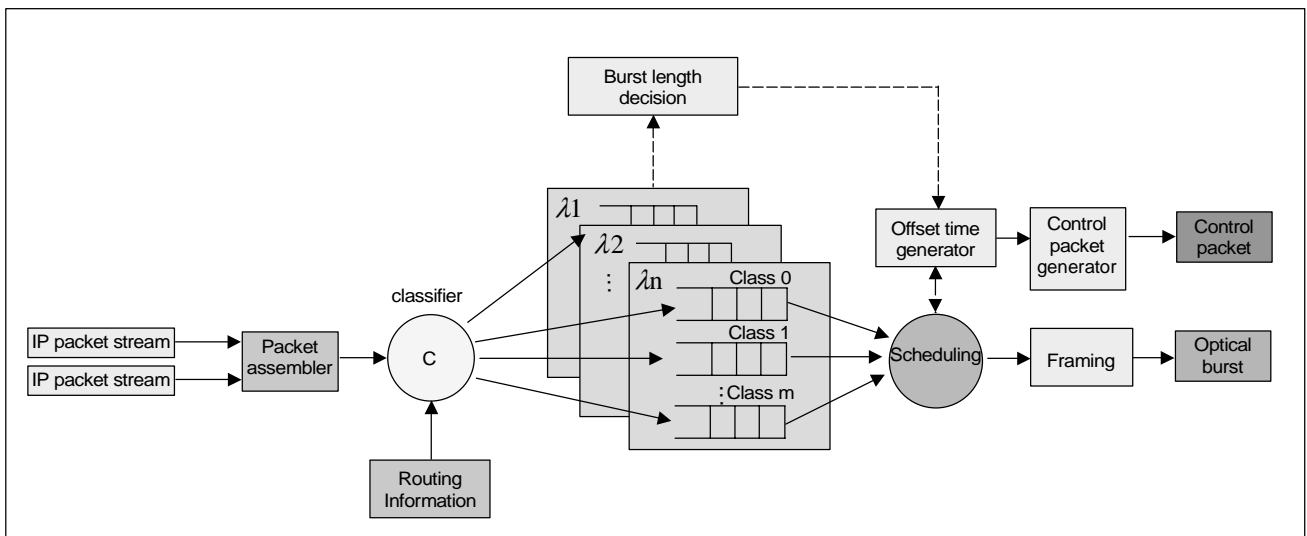 Burst length
decision
λ1
λ2
⋮
λn
Class 0
Class 1
⋮
Class m
classifier
C
IP packet stream
IP packet stream
Packet
assembler
Routing
Information
Offset time
generator
Control
packet
generator
Control
packet
Scheduling
Framing
Optical
burst